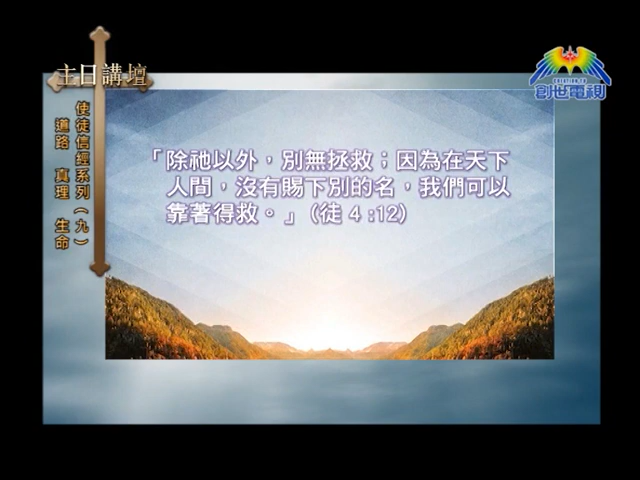 主日講壇
使徒信經系列（九）
道路 真理 生命
CREATION TV
創世電視
「除祂以外，別無拯救；因為在天下
人間，沒有賜下別的名，我們可以
靠著得救。」（徒 4 :12）